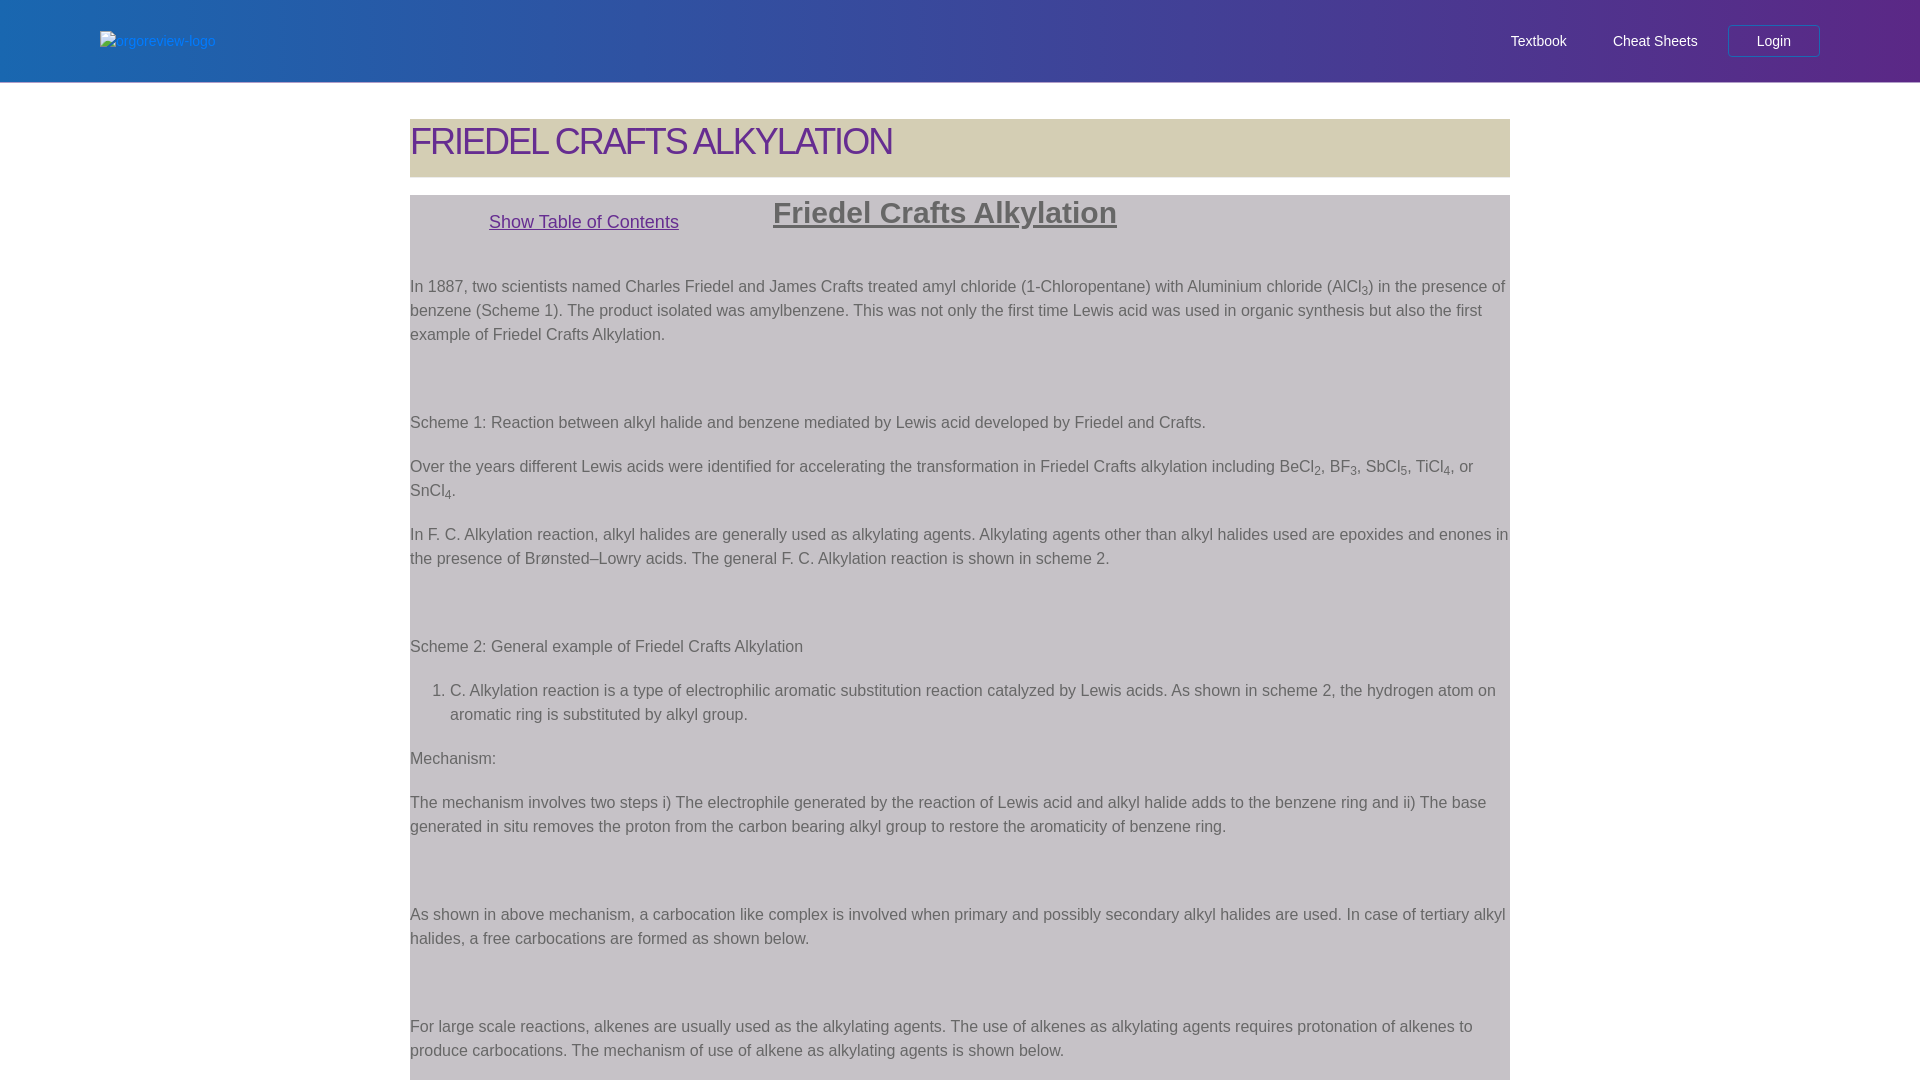 orgoreview-logo
Textbook
Cheat Sheets
Login
FRIEDEL CRAFTS ALKYLATION
Show Table of Contents
Friedel Crafts Alkylation
In 1887, two scientists named Charles Friedel and James Crafts treated amyl chloride (1-Chloropentane) with Aluminium chloride (AlCl3) in the presence of
benzene (Scheme 1). The product isolated was amylbenzene. This was not only the first time Lewis acid was used in organic synthesis but also the first
example of Friedel Crafts Alkylation.
Scheme 1: Reaction between alkyl halide and benzene mediated by Lewis acid developed by Friedel and Crafts.
Over the years different Lewis acids were identified for accelerating the transformation in Friedel Crafts alkylation including BeCl2, BF3, SbCl5, TiCl4, or
SnCl4.
In F. C. Alkylation reaction, alkyl halides are generally used as alkylating agents. Alkylating agents other than alkyl halides used are epoxides and enones in
the presence of Brønsted–Lowry acids. The general F. C. Alkylation reaction is shown in scheme 2.
Scheme 2: General example of Friedel Crafts Alkylation
1. C. Alkylation reaction is a type of electrophilic aromatic substitution reaction catalyzed by Lewis acids. As shown in scheme 2, the hydrogen atom on
aromatic ring is substituted by alkyl group.
Mechanism:
The mechanism involves two steps i) The electrophile generated by the reaction of Lewis acid and alkyl halide adds to the benzene ring and ii) The base
generated in situ removes the proton from the carbon bearing alkyl group to restore the aromaticity of benzene ring.
As shown in above mechanism, a carbocation like complex is involved when primary and possibly secondary alkyl halides are used. In case of tertiary alkyl
halides, a free carbocations are formed as shown below.
For large scale reactions, alkenes are usually used as the alkylating agents. The use of alkenes as alkylating agents requires protonation of alkenes to
produce carbocations. The mechanism of use of alkene as alkylating agents is shown below.